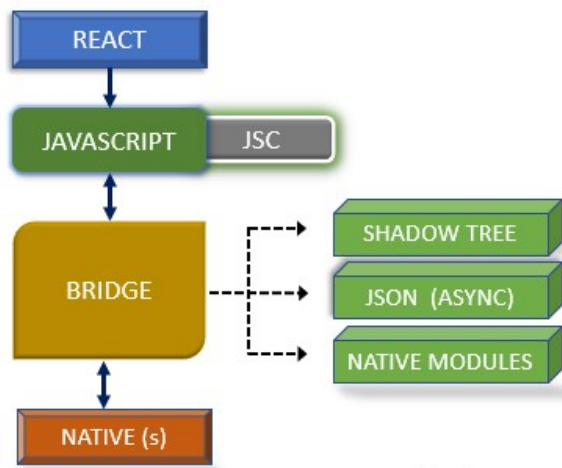 REACT
JAVASCRIPT
JSC
SHADOW TREE
BRIDGE
JSON (ASYNC)
NATIVE MODULES
NATIVE (s)